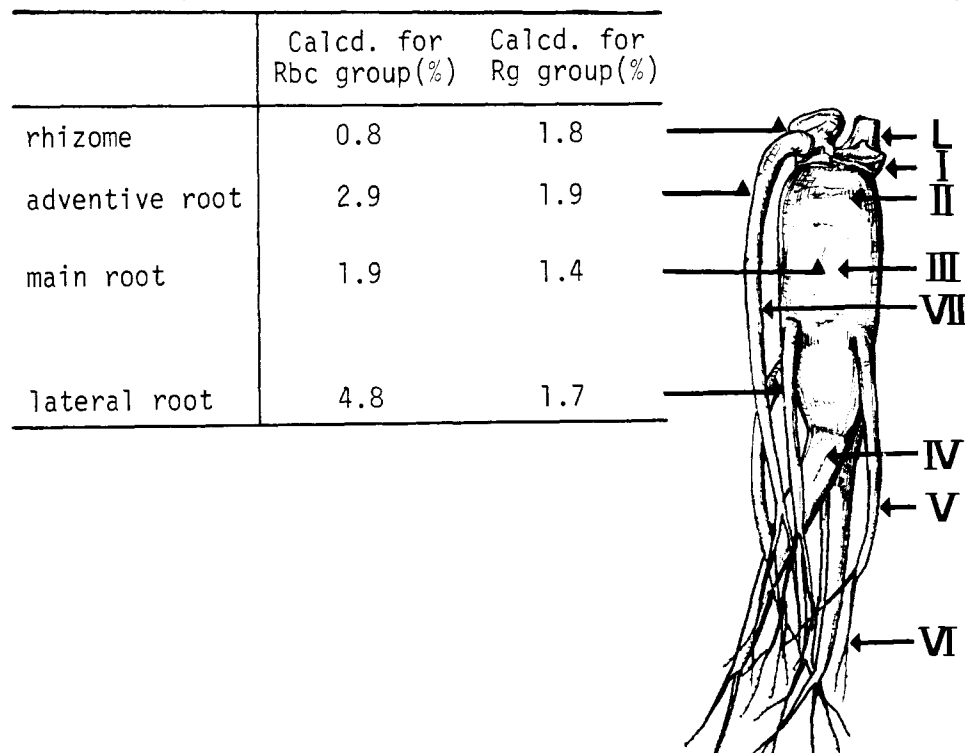 Calcd. for Calcd. for
Rbc group(%) Rg group(%)
rhizome 0.8 1.8
adventive root 2.9 1.9
main root 1.9 1.4
lateral root 4.8 1.7
L
I
II
III
VII
IV
V
VI